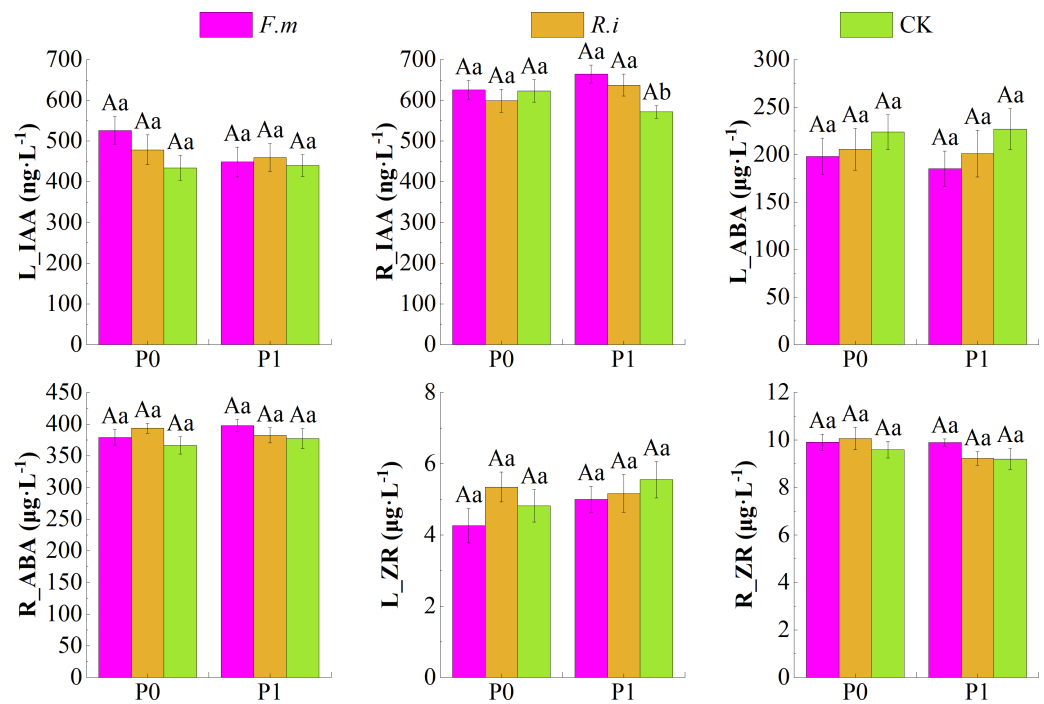 F.m R.i CK
L_IAA (ng·L⁻¹)
700
600
500
400
300
200
100
0
Aa Aa Aa Aa Aa Aa
P0 P1
R_IAA (ng·L⁻¹)
700
600
500
400
300
200
100
0
Aa Aa Aa Aa Aa Ab
P0 P1
L_ABA (µg·L⁻¹)
300
250
200
150
100
50
0
Aa Aa Aa Aa Aa Aa
P0 P1
R_ABA (µg·L⁻¹)
450
400
350
300
250
200
150
100
50
0
Aa Aa Aa Aa Aa Aa
P0 P1
L_ZR (µg·L⁻¹)
8
6
4
2
0
Aa Aa Aa Aa Aa Aa
P0 P1
R_ZR (µg·L⁻¹)
12
10
8
6
4
2
0
Aa Aa Aa Aa Aa Aa
P0 P1